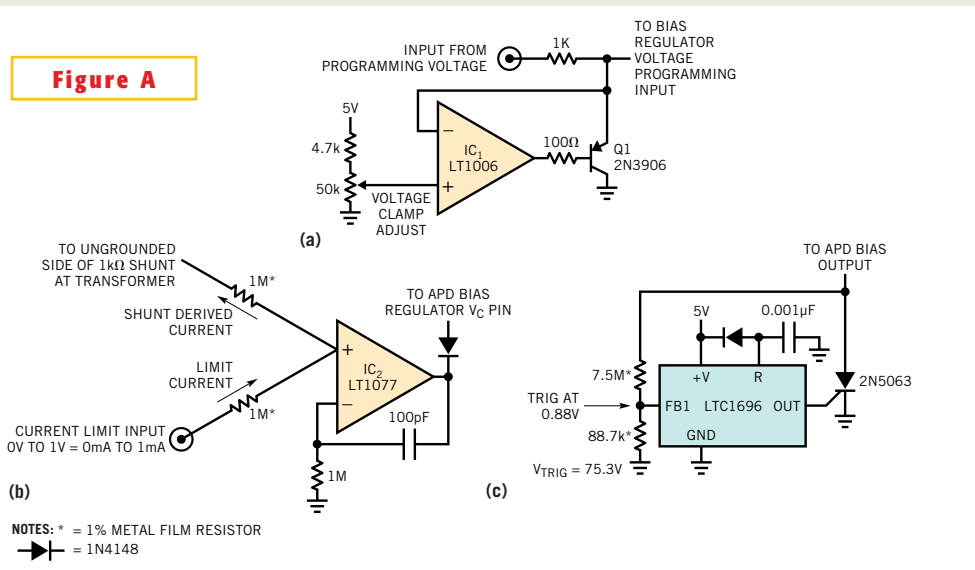 Figure A
INPUT FROM
PROGRAMMING VOLTAGE
1K
TO BIAS
REGULATOR
VOLTAGE
PROGRAMMING
INPUT
5V
4.7k
50k
VOLTAGE
CLAMP
ADJUST
−
+
IC1
LT1006
100Ω
Q1
2N3906
(a)
TO UNGROUNDED
SIDE OF 1kΩ SHUNT
AT TRANSFORMER
1M*
SHUNT DERIVED
CURRENT
LIMIT
CURRENT
1M*
CURRENT LIMIT INPUT
0V TO 1V = 0mA TO 1mA
+
−
IC2
LT1077
TO APD BIAS
REGULATOR VC PIN
100pF
1M
(b)
TO APD BIAS
OUTPUT
5V
0.001µF
7.5M*
TRIG AT
0.88V
88.7k*
VTRIG = 75.3V
+V
R
FB1 LTC1696 OUT
GND
2N5063
(c)
NOTES: * = 1% METAL FILM RESISTOR
= 1N4148